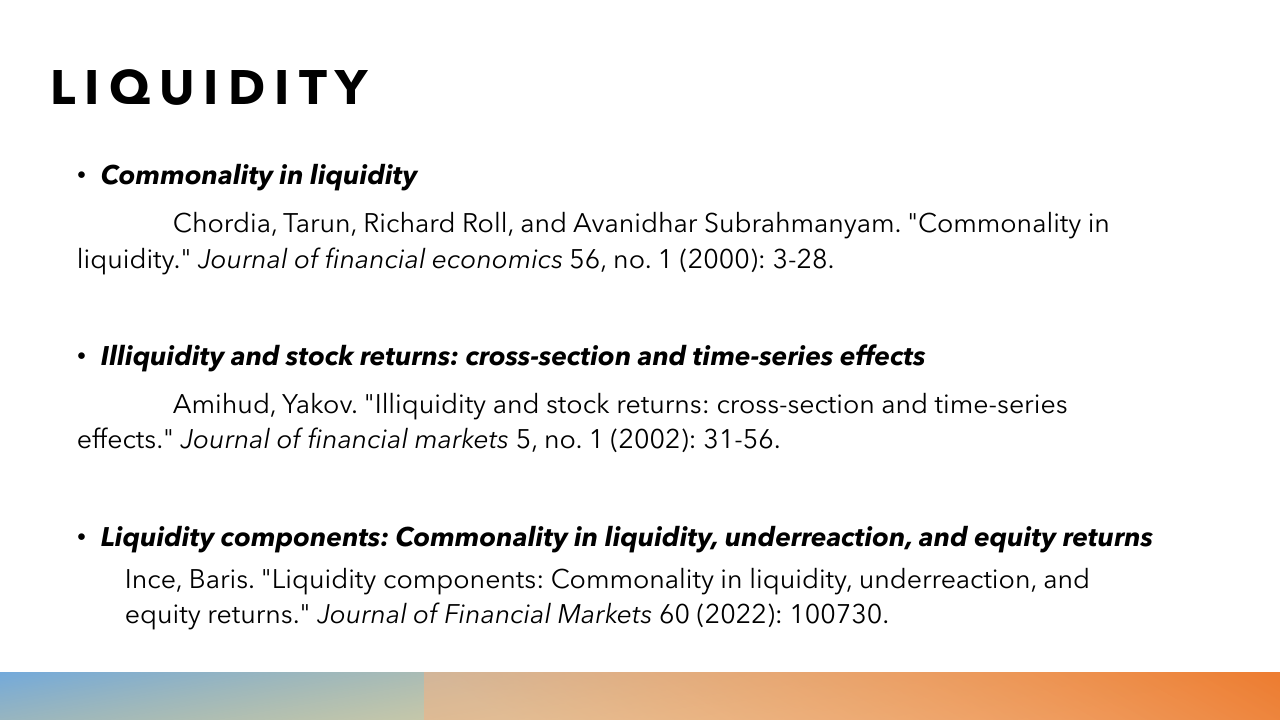 LIQUIDITY
• Commonality in liquidity
Chordia, Tarun, Richard Roll, and Avanidhar Subrahmanyam. "Commonality in
liquidity." Journal of financial economics 56, no. 1 (2000): 3-28.
• Illiquidity and stock returns: cross-section and time-series effects
Amihud, Yakov. "Illiquidity and stock returns: cross-section and time-series
effects." Journal of financial markets 5, no. 1 (2002): 31-56.
• Liquidity components: Commonality in liquidity, underreaction, and equity returns
Ince, Baris. "Liquidity components: Commonality in liquidity, underreaction, and
equity returns." Journal of Financial Markets 60 (2022): 100730.